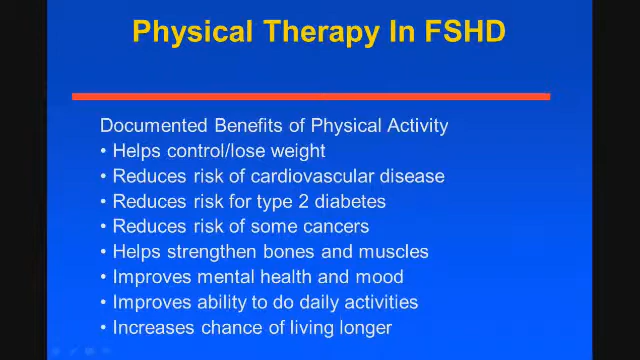 Physical Therapy In FSHD
Documented Benefits of Physical Activity
• Helps control/lose weight
• Reduces risk of cardiovascular disease
• Reduces risk for type 2 diabetes
• Reduces risk of some cancers
• Helps strengthen bones and muscles
• Improves mental health and mood
• Improves ability to do daily activities
• Increases chance of living longer